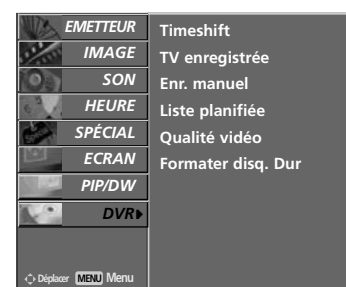 EMETTEUR
IMAGE
SON
HEURE
SPÉCIAL
ECRAN
PIP/DW
DVR
Déplacer MENU Menu
Timeshift
TV enregistrée
Enr. manuel
Liste planifiée
Qualité vidéo
Formater disq. Dur